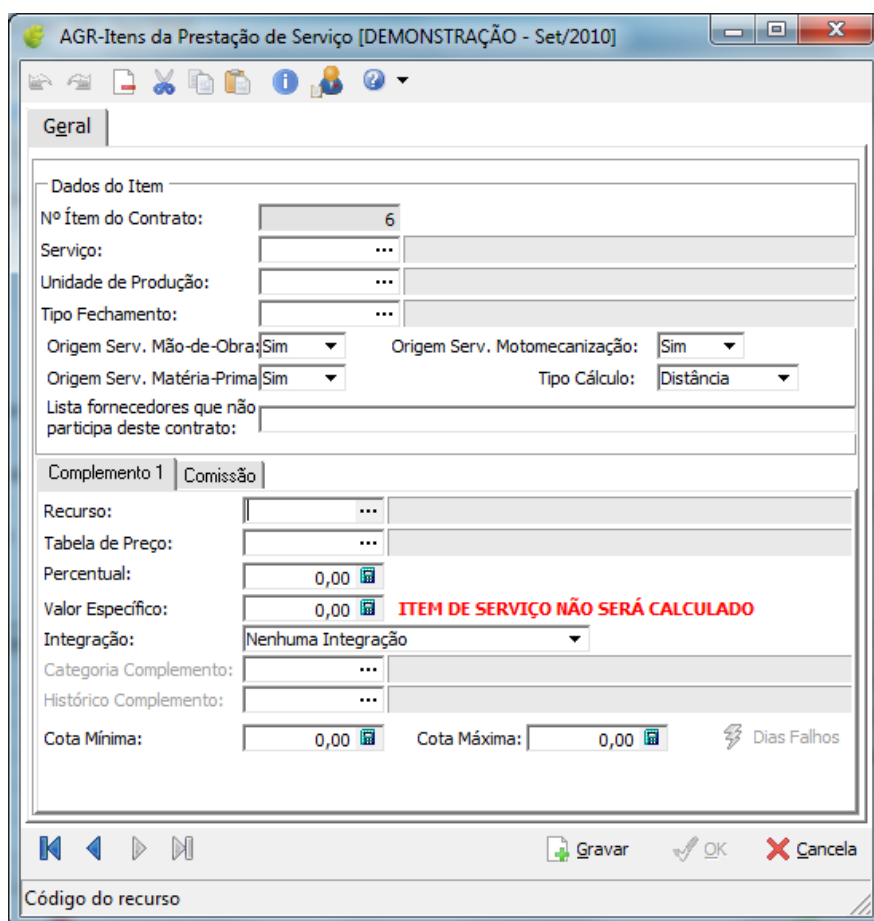 AGR-Itens da Prestação de Serviço [DEMONSTRAÇÃO - Set/2010]
Geral
Dados do Item
Nº Ítem do Contrato: 6
Serviço: ...
Unidade de Produção: ...
Tipo Fechamento: ...
Origem Serv. Mão-de-Obra: Sim Origem Serv. Motomecanização: Sim
Origem Serv. Matéria-Prima Sim Tipo Cálculo: Distância
Lista fornecedores que não
participa deste contrato:
Complemento 1 Comissão
Recurso: ...
Tabela de Preço: ...
Percentual: 0,00
Valor Específico: 0,00 ITEM DE SERVIÇO NÃO SERÁ CALCULADO
Integração: Nenhuma Integração
Categoria Complemento: ...
Histórico Complemento: ...
Cota Mínima: 0,00 Cota Máxima: 0,00 Dias Falhos
Gravar OK Cancela
Código do recurso